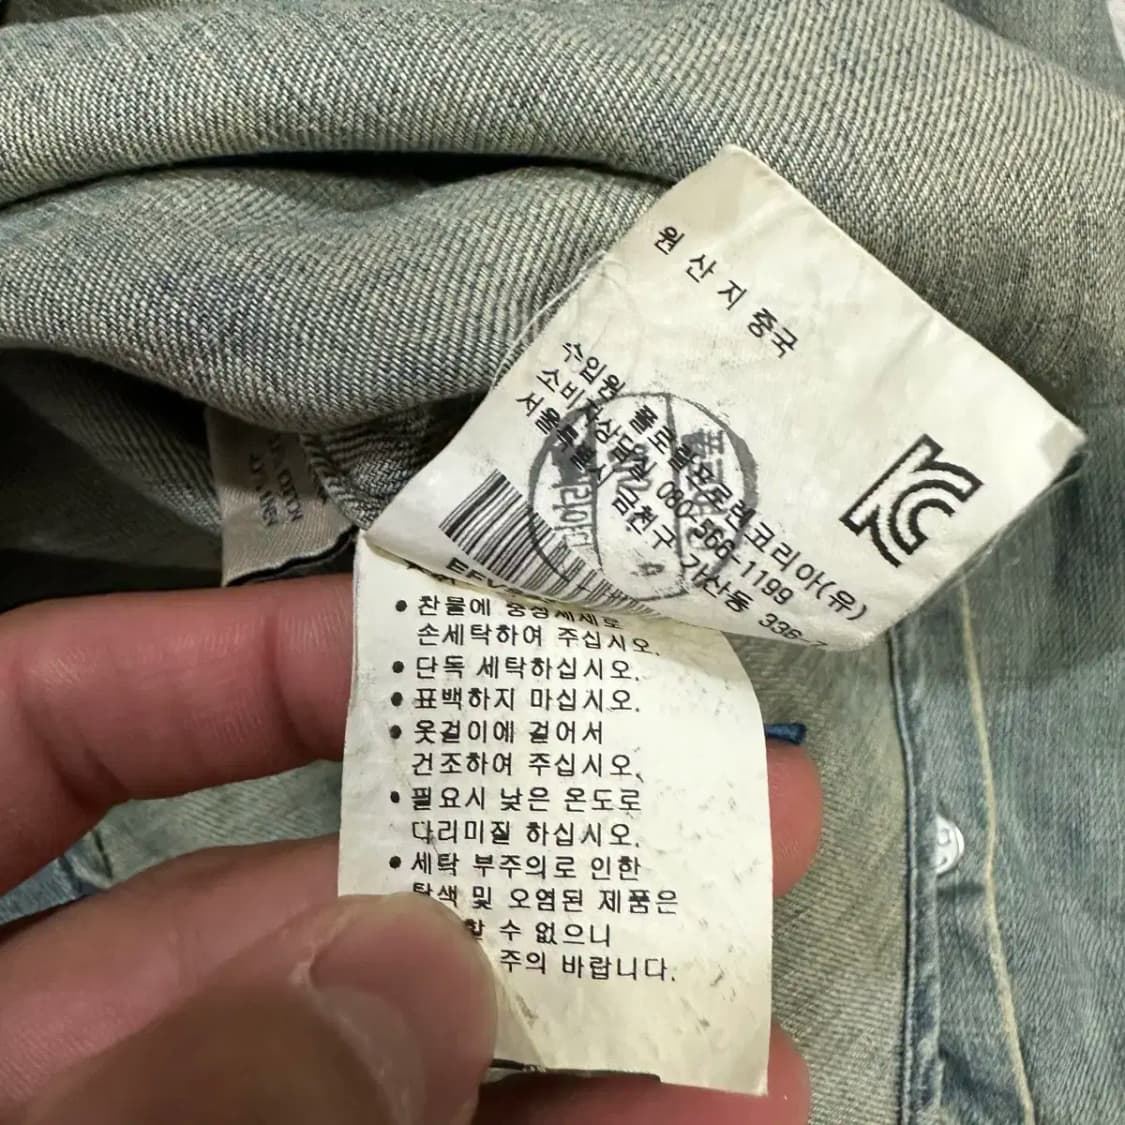 원산지 중국
수입원 폴로랄프로렌코리아(유)
소비자상담실 080-566-1199
서울특별시 금천구 가산동 336-7
찬물에 중성세제로
손세탁하여 주십시오.
단독 세탁하십시오.
표백하지 마십시오.
옷걸이에 걸어서
건조하여 주십시오.
필요시 낮은 온도로
다리미질 하십시오.
세탁 부주의로 인한
탈색 및 오염된 제품은
할 수 없으니
주의 바랍니다.